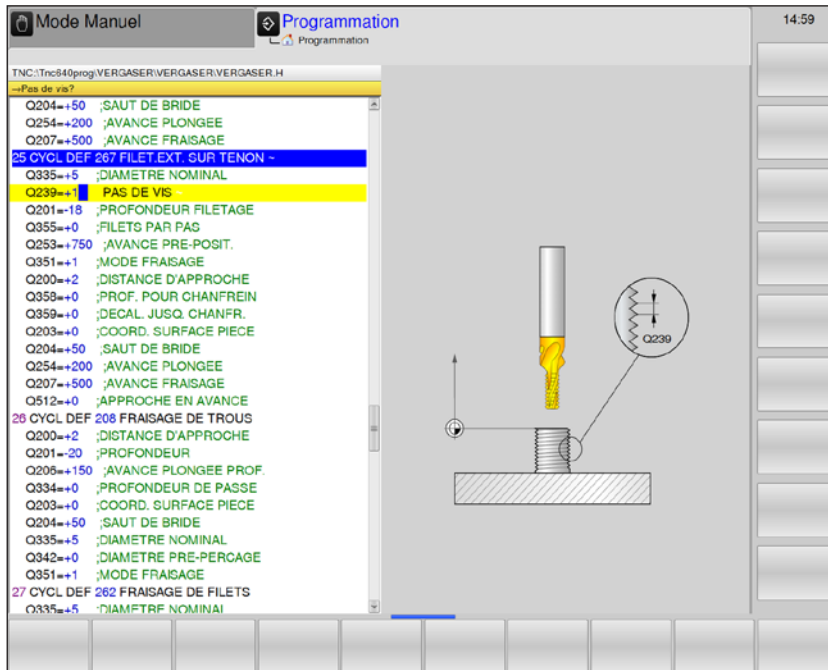 Mode Manuel
Programmation
Programmation
14:59
TNC:\Tnc640prog\VERGASER\VERGASER\VERGASER.H
→Pas de vis?
Q204=+50 ;SAUT DE BRIDE
Q254=+200 ;AVANCE PLONGEE
Q207=+500 ;AVANCE FRAISAGE
25 CYCL DEF 267 FILET.EXT. SUR TENON ~
Q335=+5 ;DIAMETRE NOMINAL
Q239=+1 PAS DE VIS ~
Q201=-18 ;PROFONDEUR FILETAGE
Q355=+0 ;FILETS PAR PAS
Q253=+750 ;AVANCE PRE-POSIT.
Q351=+1 ;MODE FRAISAGE
Q200=+2 ;DISTANCE D'APPROCHE
Q358=+0 ;PROF. POUR CHANFREIN
Q359=+0 ;DECAL. JUSQ. CHANFR.
Q203=+0 ;COORD. SURFACE PIECE
Q204=+50 ;SAUT DE BRIDE
Q254=+200 ;AVANCE PLONGEE
Q207=+500 ;AVANCE FRAISAGE
Q512=+0 ;APPROCHE EN AVANCE
26 CYCL DEF 208 FRAISAGE DE TROUS
Q200=+2 ;DISTANCE D'APPROCHE
Q201=-20 ;PROFONDEUR
Q206=+150 ;AVANCE PLONGEE PROF.
Q334=+0 ;PROFONDEUR DE PASSE
Q203=+0 ;COORD. SURFACE PIECE
Q204=+50 ;SAUT DE BRIDE
Q335=+5 ;DIAMETRE NOMINAL
Q342=+0 ;DIAMETRE PRE-PERCAGE
Q351=+1 ;MODE FRAISAGE
27 CYCL DEF 262 FRAISAGE DE FILETS
Q335=+5 ;DIAMETRE NOMINAL
Q239